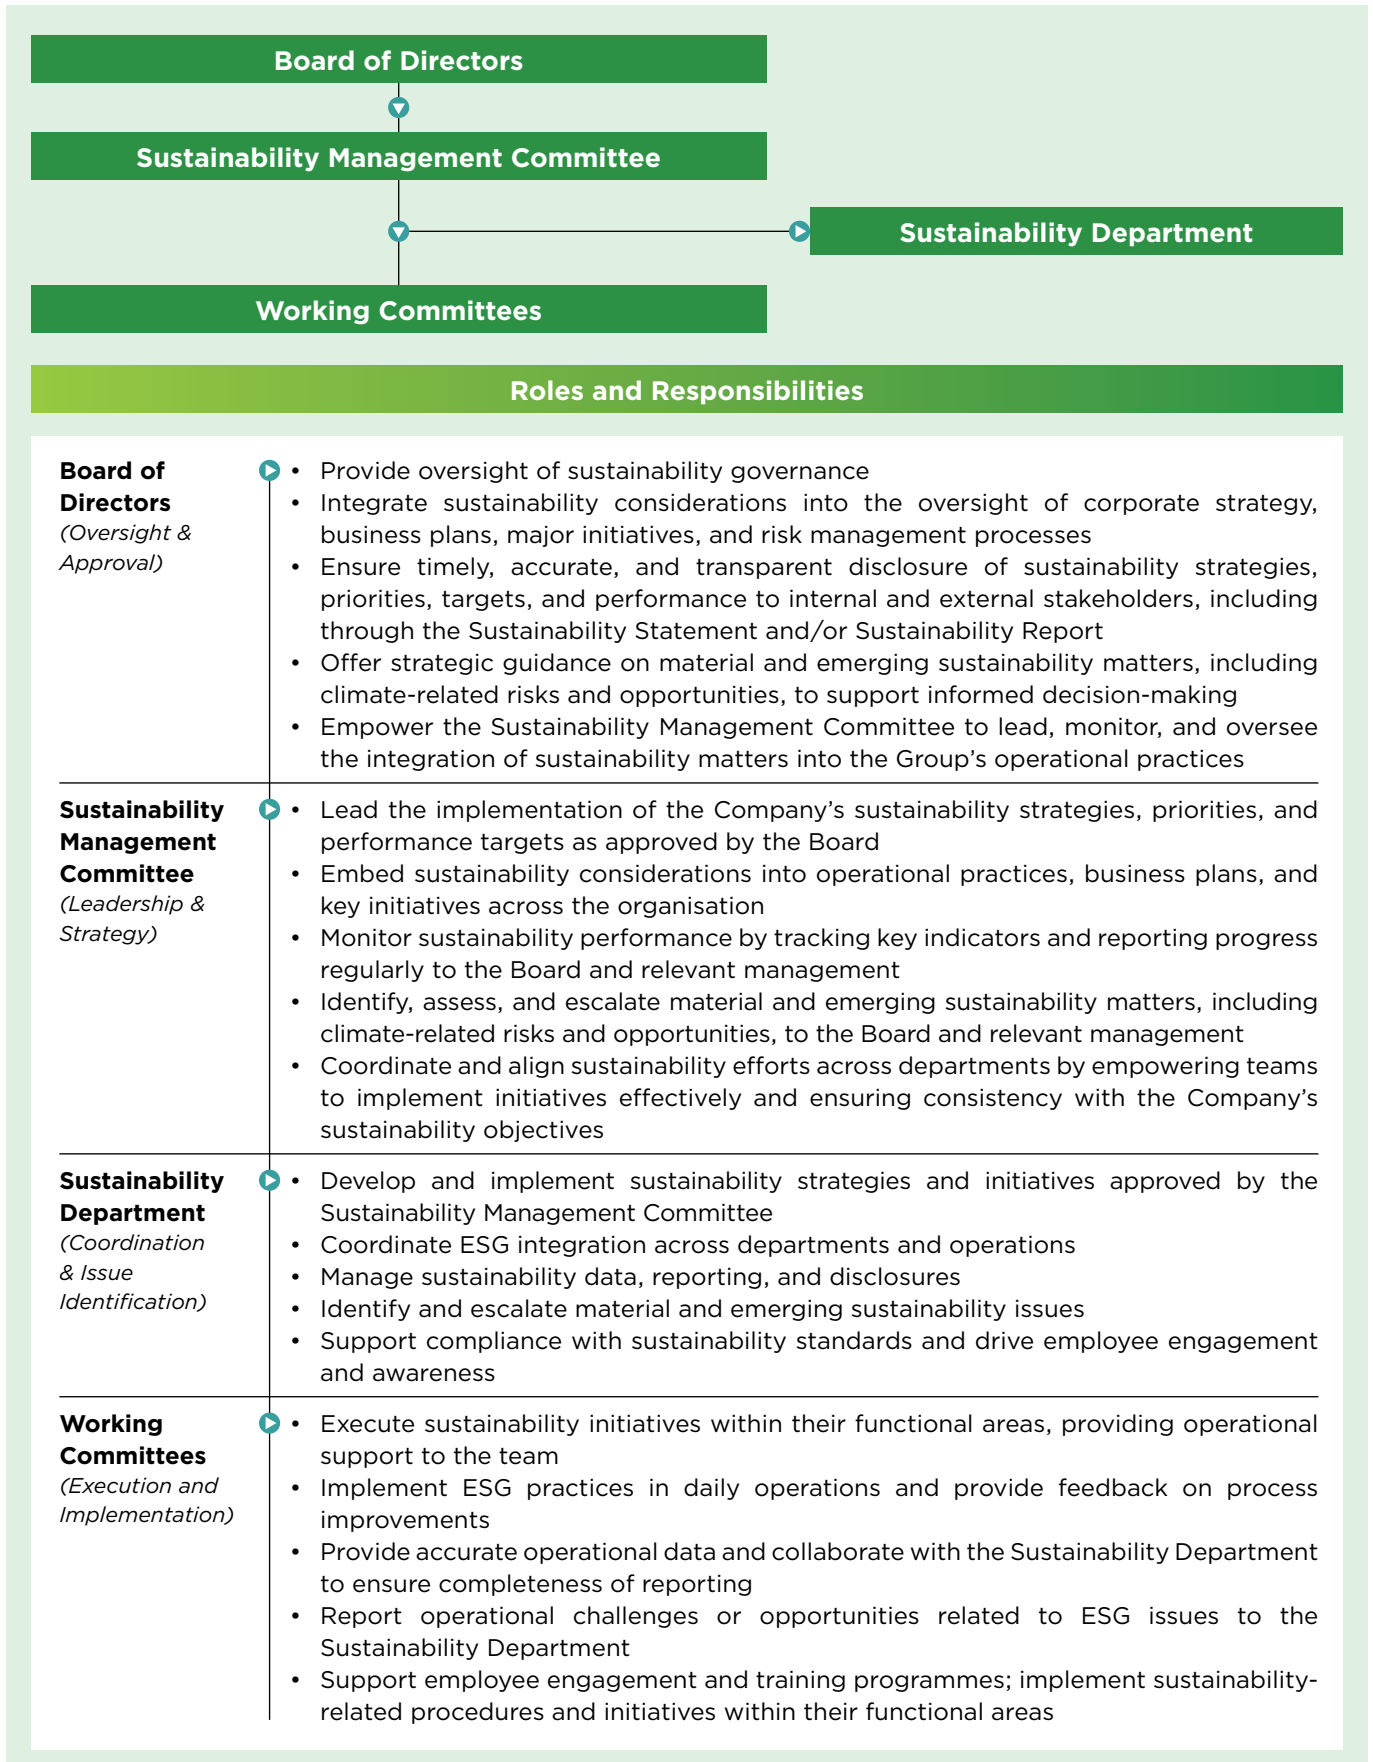 Board of Directors
Sustainability Management Committee
Sustainability Department
Working Committees
Roles and Responsibilities
Board of
Directors
(Oversight &
Approval)
• Provide oversight of sustainability governance
• Integrate sustainability considerations into the oversight of corporate strategy,
business plans, major initiatives, and risk management processes
• Ensure timely, accurate, and transparent disclosure of sustainability strategies,
priorities, targets, and performance to internal and external stakeholders, including
through the Sustainability Statement and/or Sustainability Report
• Offer strategic guidance on material and emerging sustainability matters, including
climate-related risks and opportunities, to support informed decision-making
• Empower the Sustainability Management Committee to lead, monitor, and oversee
the integration of sustainability matters into the Group’s operational practices
Sustainability
Management
Committee
(Leadership &
Strategy)
• Lead the implementation of the Company’s sustainability strategies, priorities, and
performance targets as approved by the Board
• Embed sustainability considerations into operational practices, business plans, and
key initiatives across the organisation
• Monitor sustainability performance by tracking key indicators and reporting progress
regularly to the Board and relevant management
• Identify, assess, and escalate material and emerging sustainability matters, including
climate-related risks and opportunities, to the Board and relevant management
• Coordinate and align sustainability efforts across departments by empowering teams
to implement initiatives effectively and ensuring consistency with the Company’s
sustainability objectives
Sustainability
Department
(Coordination
& Issue
Identification)
• Develop and implement sustainability strategies and initiatives approved by the
Sustainability Management Committee
• Coordinate ESG integration across departments and operations
• Manage sustainability data, reporting, and disclosures
• Identify and escalate material and emerging sustainability issues
• Support compliance with sustainability standards and drive employee engagement
and awareness
Working
Committees
(Execution and
Implementation)
• Execute sustainability initiatives within their functional areas, providing operational
support to the team
• Implement ESG practices in daily operations and provide feedback on process
improvements
• Provide accurate operational data and collaborate with the Sustainability Department
to ensure completeness of reporting
• Report operational challenges or opportunities related to ESG issues to the
Sustainability Department
• Support employee engagement and training programmes; implement sustainability-
related procedures and initiatives within their functional areas